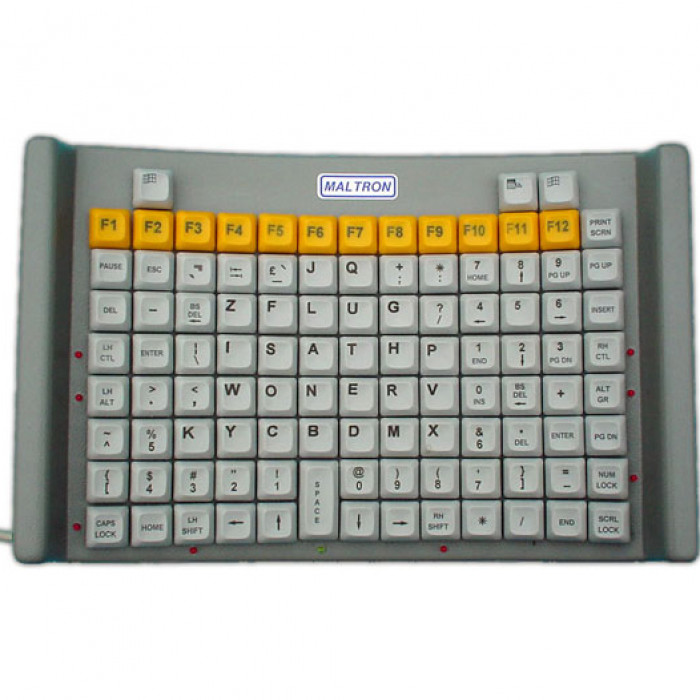 MALTRON
F1 F2 F3 F4 F5 F6 F7 F8 F9 F10 F11 F12 PRINT SCRN
PAUSE ESC £ ` _ J Q + ; * : 7 HOME 8 ↑ 9 PG UP PG UP
DEL – BS DEL ← Z F L U G ? / 4 ← 5 6 → INSERT
LH CTL ENTER | \ I S A T H P 1 END 2 ↓ 3 PG DN RH CTL
LH ALT > . < , W O N E R V 0 INS BS DEL ← + ALT GR
~ ^ % 5 K Y C B D M X & 6 • DEL ENTER PG DN
{ [ $ 4 # 3 " 2 ! 1 SPACE @ 0 ) 9 ( 8 ' 7 } ] = – NUM LOCK
CAPS LOCK HOME LH SHIFT ← ↑ ↓ → RH SHIFT * / END SCRL LOCK